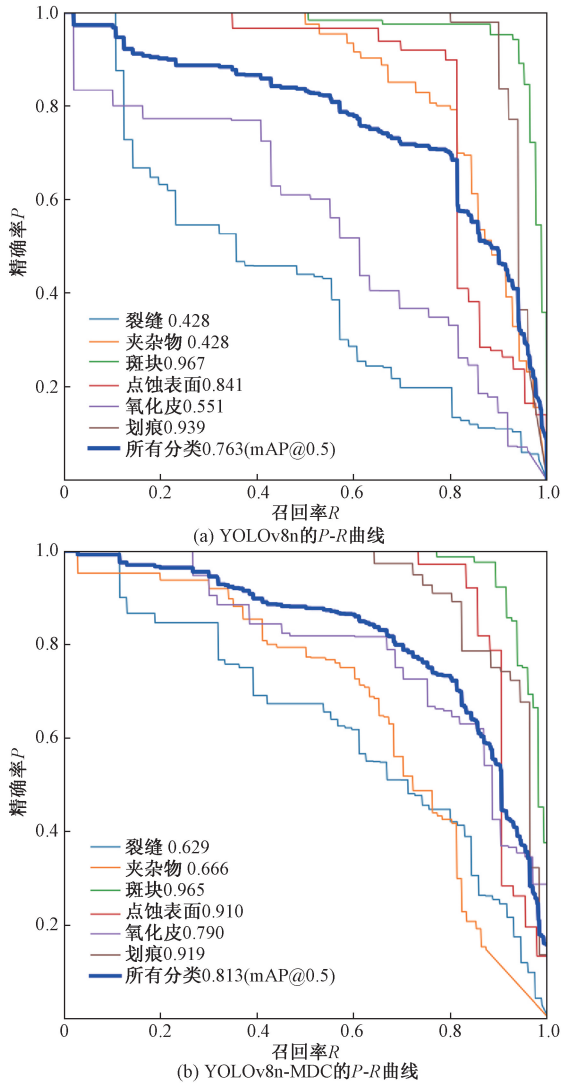 1.0
0.8
0.6
0.4
0.2
精确率P
裂缝 0.428
夹杂物 0.428
斑块0.967
点蚀表面0.841
氧化皮0.551
划痕0.939
所有分类0.763(mAP@0.5)
0 0.2 0.4 0.6 0.8 1.0
召回率R
(a) YOLOv8n的P-R曲线
1.0
0.8
0.6
0.4
0.2
精确率P
裂缝 0.629
夹杂物 0.666
斑块0.965
点蚀表面0.910
氧化皮0.790
划痕0.919
所有分类0.813(mAP@0.5)
0 0.2 0.4 0.6 0.8 1.0
召回率R
(b) YOLOv8n-MDC的P-R曲线